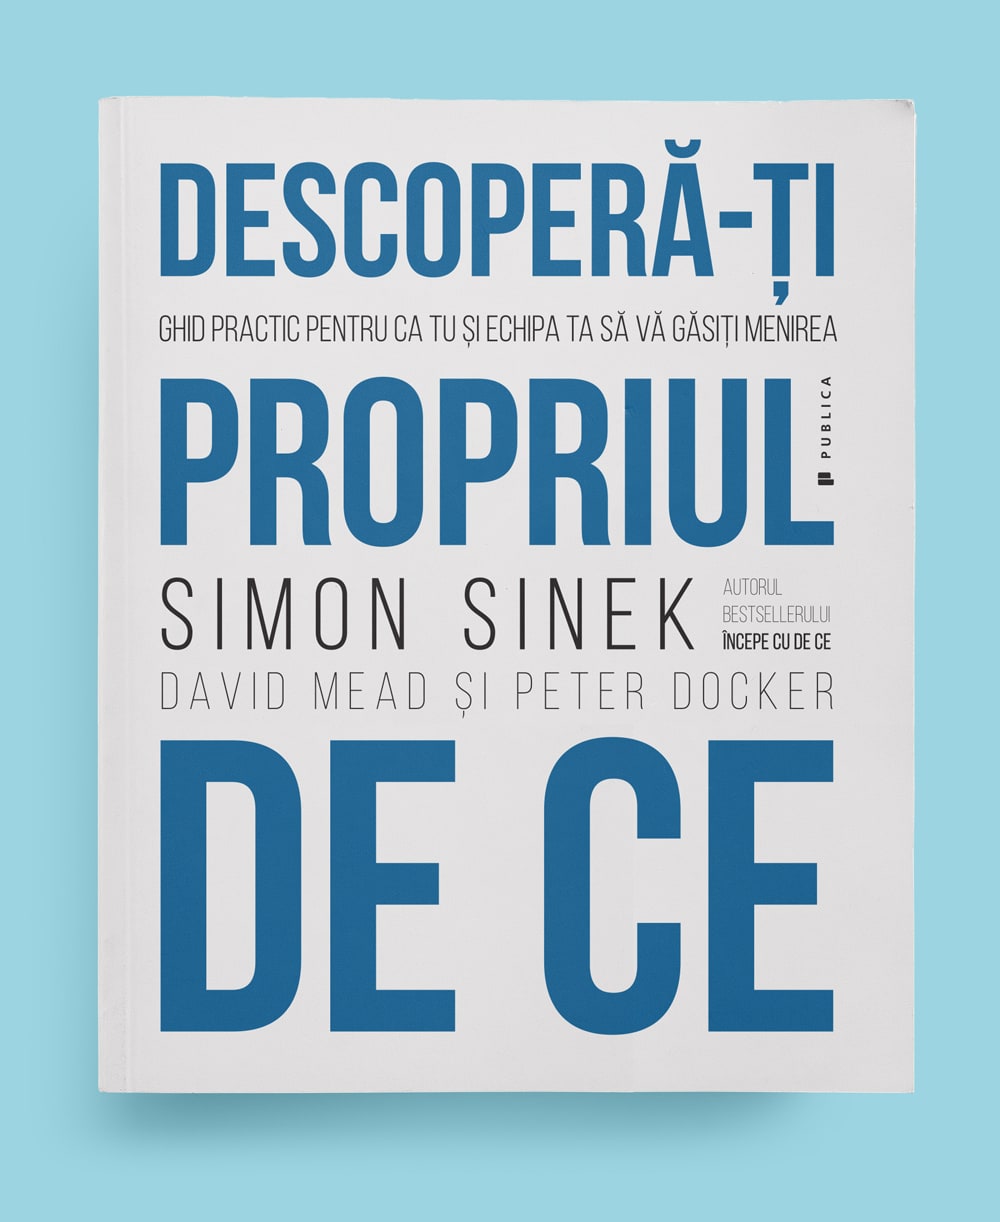 DESCOPERĂ-ȚI
GHID PRACTIC PENTRU CA TU ȘI ECHIPA TA SĂ VĂ GĂSIȚI MENIREA
PROPRIUL
PUBLICA
SIMON SINEK
AUTORUL
BESTSELLERULUI
ÎNCEPE CU DE CE
DAVID MEAD ȘI PETER DOCKER
DE CE